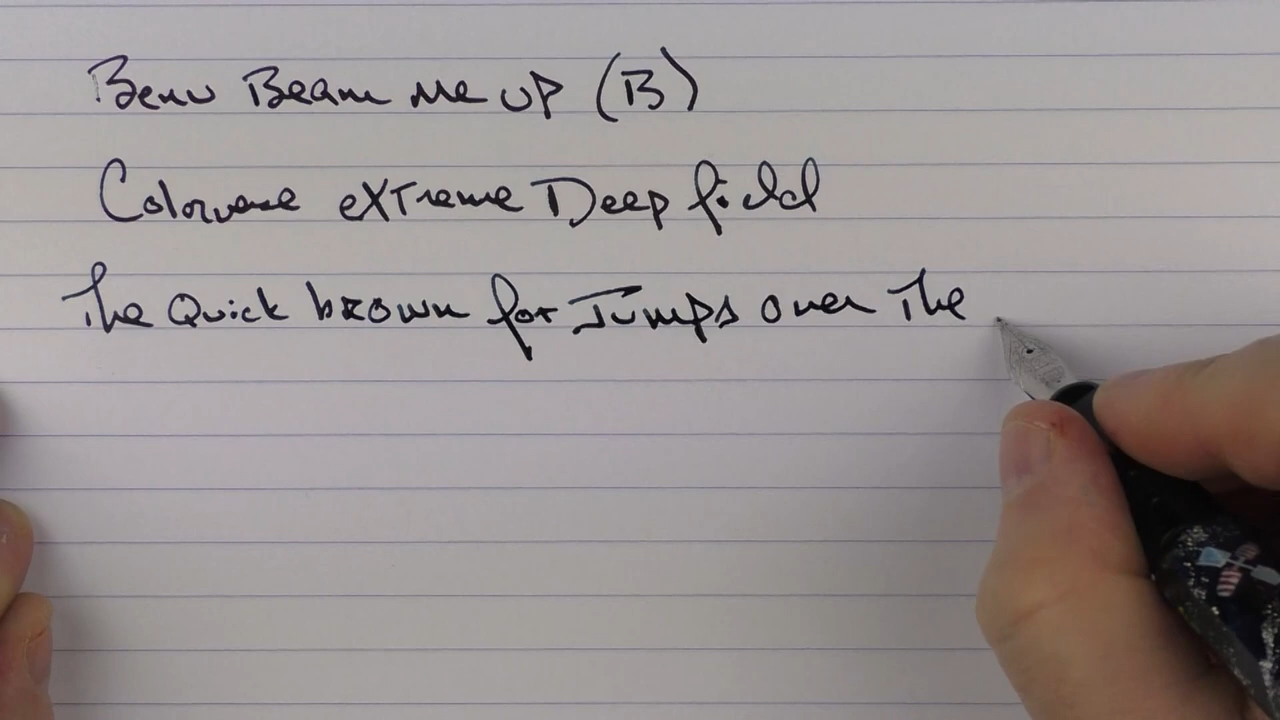 Benu Beam me up (B)
Colorverse eXtreme Deep field
The Quick brown fox Jumps over The